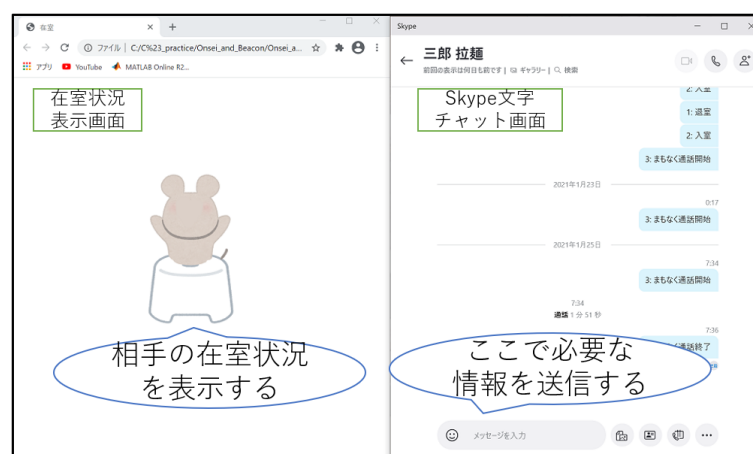 在室
ファイル | C:/C%23_practice/Onsei_and_Beacon/Onsei_a...
アプリ
YouTube
MATLAB Online R2...
在室状況
表示画面
相手の在室状況
を表示する
Skype
三郎 拉麺
前回の表示は何日も前です | ギャラリー | 検索
Skype文字
チャット画面
2: 入室
1: 退室
2: 入室
3: まもなく通話開始
2021年1月23日
0:17
3: まもなく通話開始
2021年1月25日
7:34
3: まもなく通話開始
7:34
通話 1 分 51 秒
7:36
通話終了
ここで必要な
情報を送信する
メッセージを入力